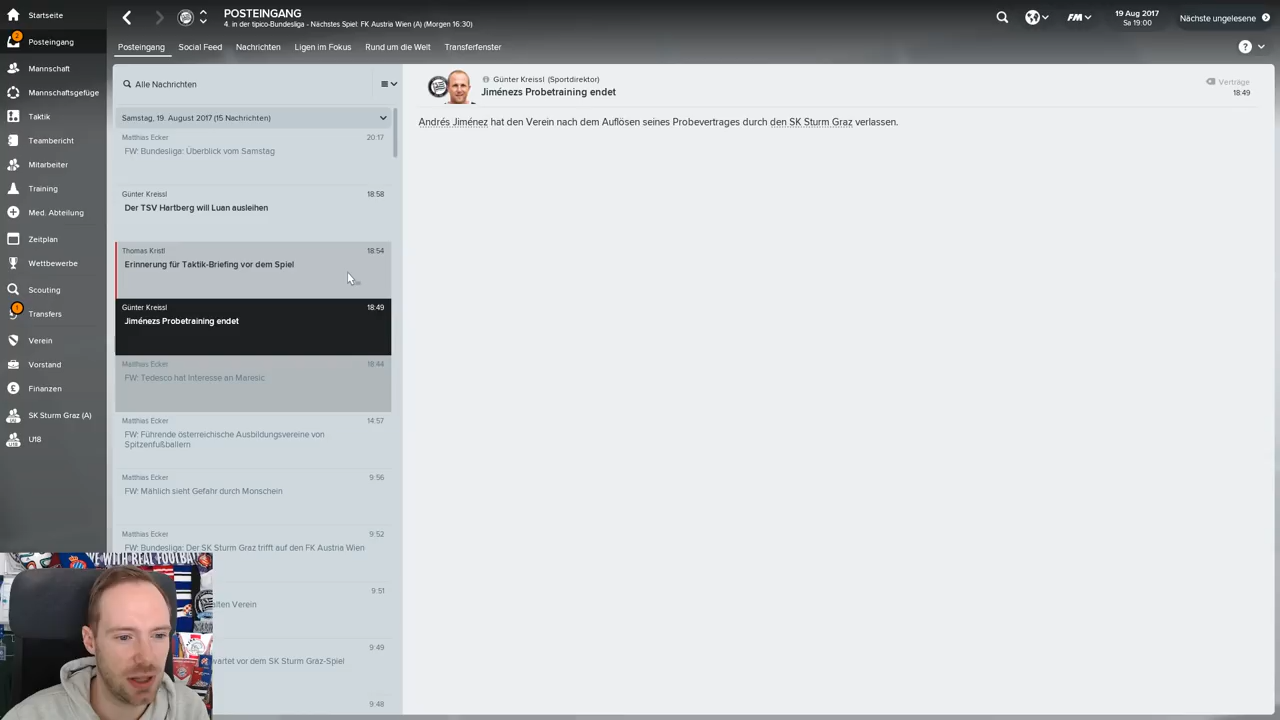 Startseite
2
Posteingang
Mannschaft
Mannschaftsgefüge
Taktik
Teambericht
Mitarbeiter
Training
Med. Abteilung
Zeitplan
Wettbewerbe
Scouting
1
Transfers
Verein
Vorstand
Finanzen
SK Sturm Graz (A)
U18
POSTEINGANG
4. in der tipico-Bundesliga - Nächstes Spiel: FK Austria Wien (A) (Morgen 16:30)
FM
19 Aug 2017
Sa 19:00
Nächste ungelesene
Posteingang Social Feed Nachrichten Ligen im Fokus Rund um die Welt Transferfenster
?
Alle Nachrichten
Samstag, 19. August 2017 (15 Nachrichten)
Matthias Ecker 20:17
FW: Bundesliga: Überblick vom Samstag
Günter Kreissl 18:58
Der TSV Hartberg will Luan ausleihen
Thomas Kristl 18:54
Erinnerung für Taktik-Briefing vor dem Spiel
Günter Kreissl 18:49
Jiménezs Probetraining endet
Matthias Ecker 18:44
FW: Tedesco hat Interesse an Maresic
Matthias Ecker 14:57
FW: Führende österreichische Ausbildungsvereine von
Spitzenfußballern
Matthias Ecker 9:56
FW: Mählich sieht Gefahr durch Monschein
Matthias Ecker 9:52
FW: Bundesliga: Der SK Sturm Graz trifft auf den FK Austria Wien
9:51
alten Verein
9:49
wartet vor dem SK Sturm Graz-Spiel
9:48
Günter Kreissl (Sportdirektor)
Jiménezs Probetraining endet
Verträge
18:49
Andrés Jiménez hat den Verein nach dem Auflösen seines Probevertrages durch den SK Sturm Graz verlassen.
WITH REAL FOOTBALL